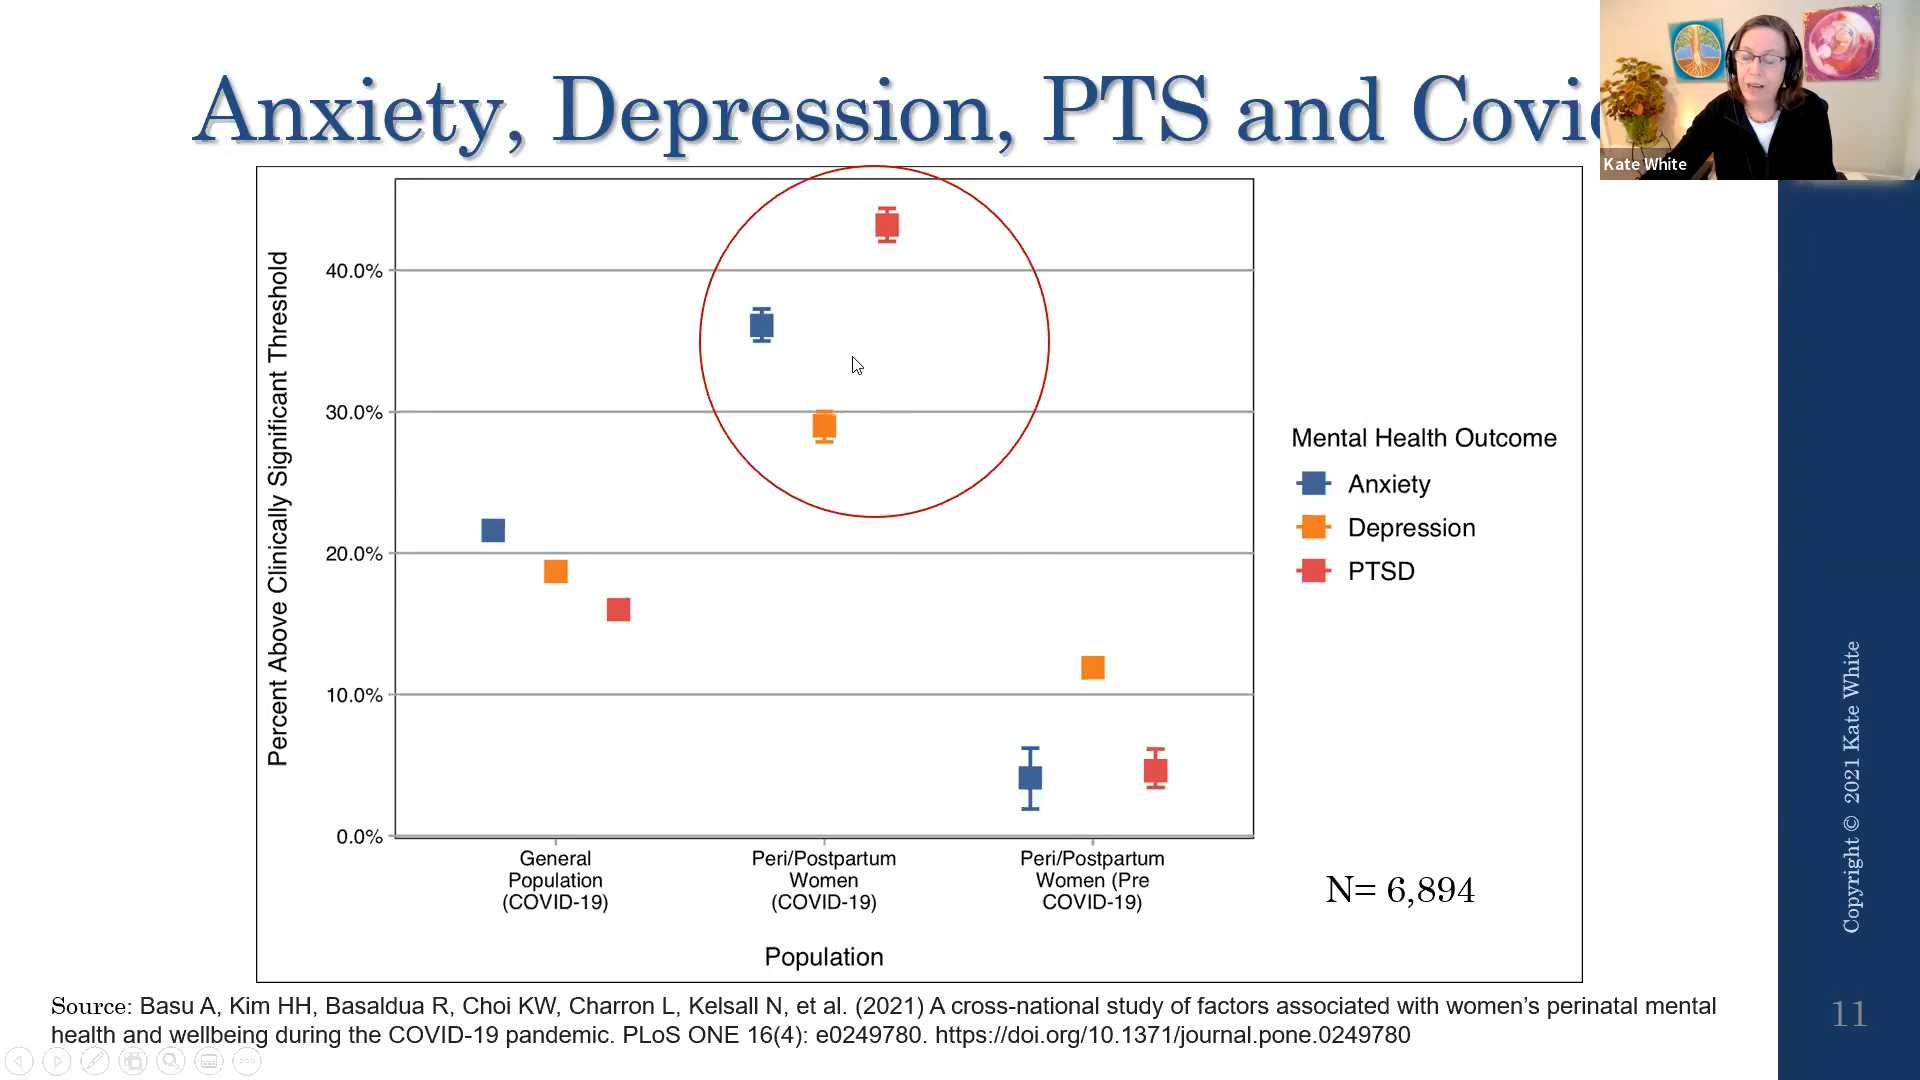 Anxiety, Depression, PTS and Covi
Kate White
Percent Above Clinically Significant Threshold
40.0%
30.0%
20.0%
10.0%
0.0%
General
Population
(COVID-19)
Peri/Postpartum
Women
(COVID-19)
Peri/Postpartum
Women (Pre
COVID-19)
Population
Mental Health Outcome
Anxiety
Depression
PTSD
N= 6,894
Copyright © 2021 Kate White
Source: Basu A, Kim HH, Basaldua R, Choi KW, Charron L, Kelsall N, et al. (2021) A cross-national study of factors associated with women’s perinatal mental
health and wellbeing during the COVID-19 pandemic. PLoS ONE 16(4): e0249780. https://doi.org/10.1371/journal.pone.0249780
11